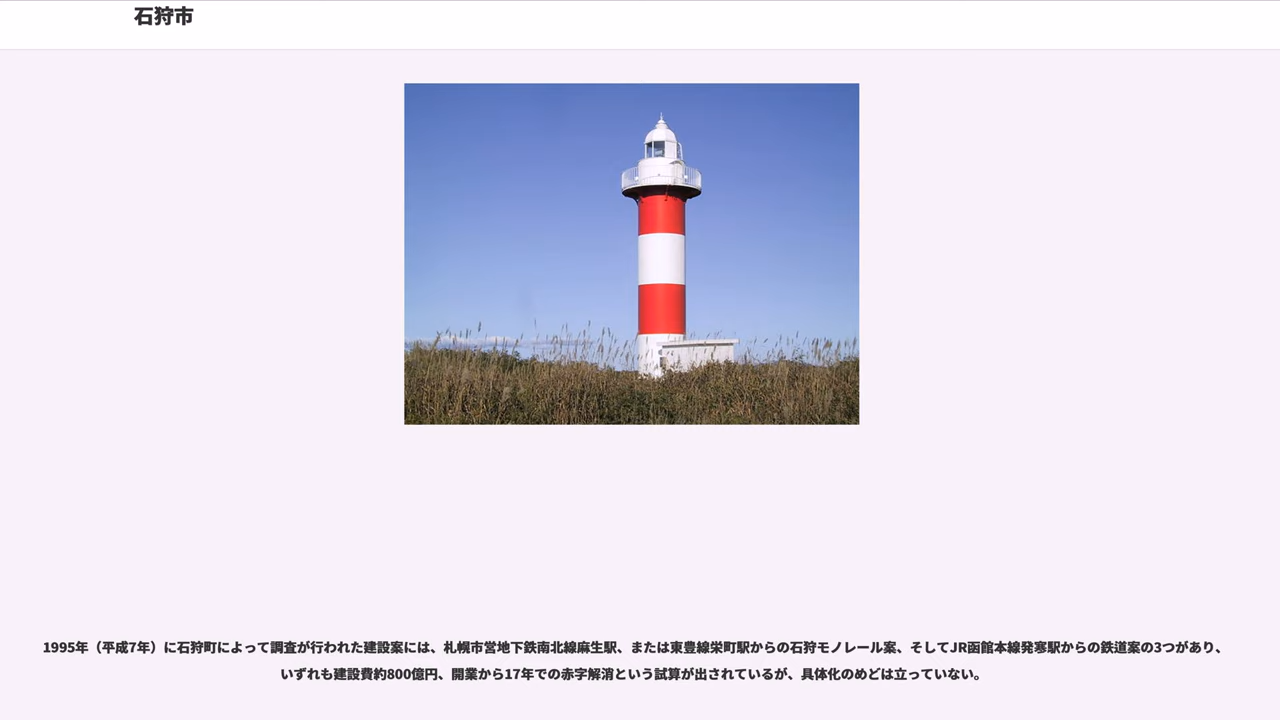 石狩市
1995年（平成7年）に石狩町によって調査が行われた建設案には、札幌市営地下鉄南北線麻生駅、または東豊線栄町駅からの石狩モノレール案、そしてJR函館本線発寒駅からの鉄道案の3つがあり、
いずれも建設費約800億円、開業から17年での赤字解消という試算が出されているが、具体化のめどは立っていない。